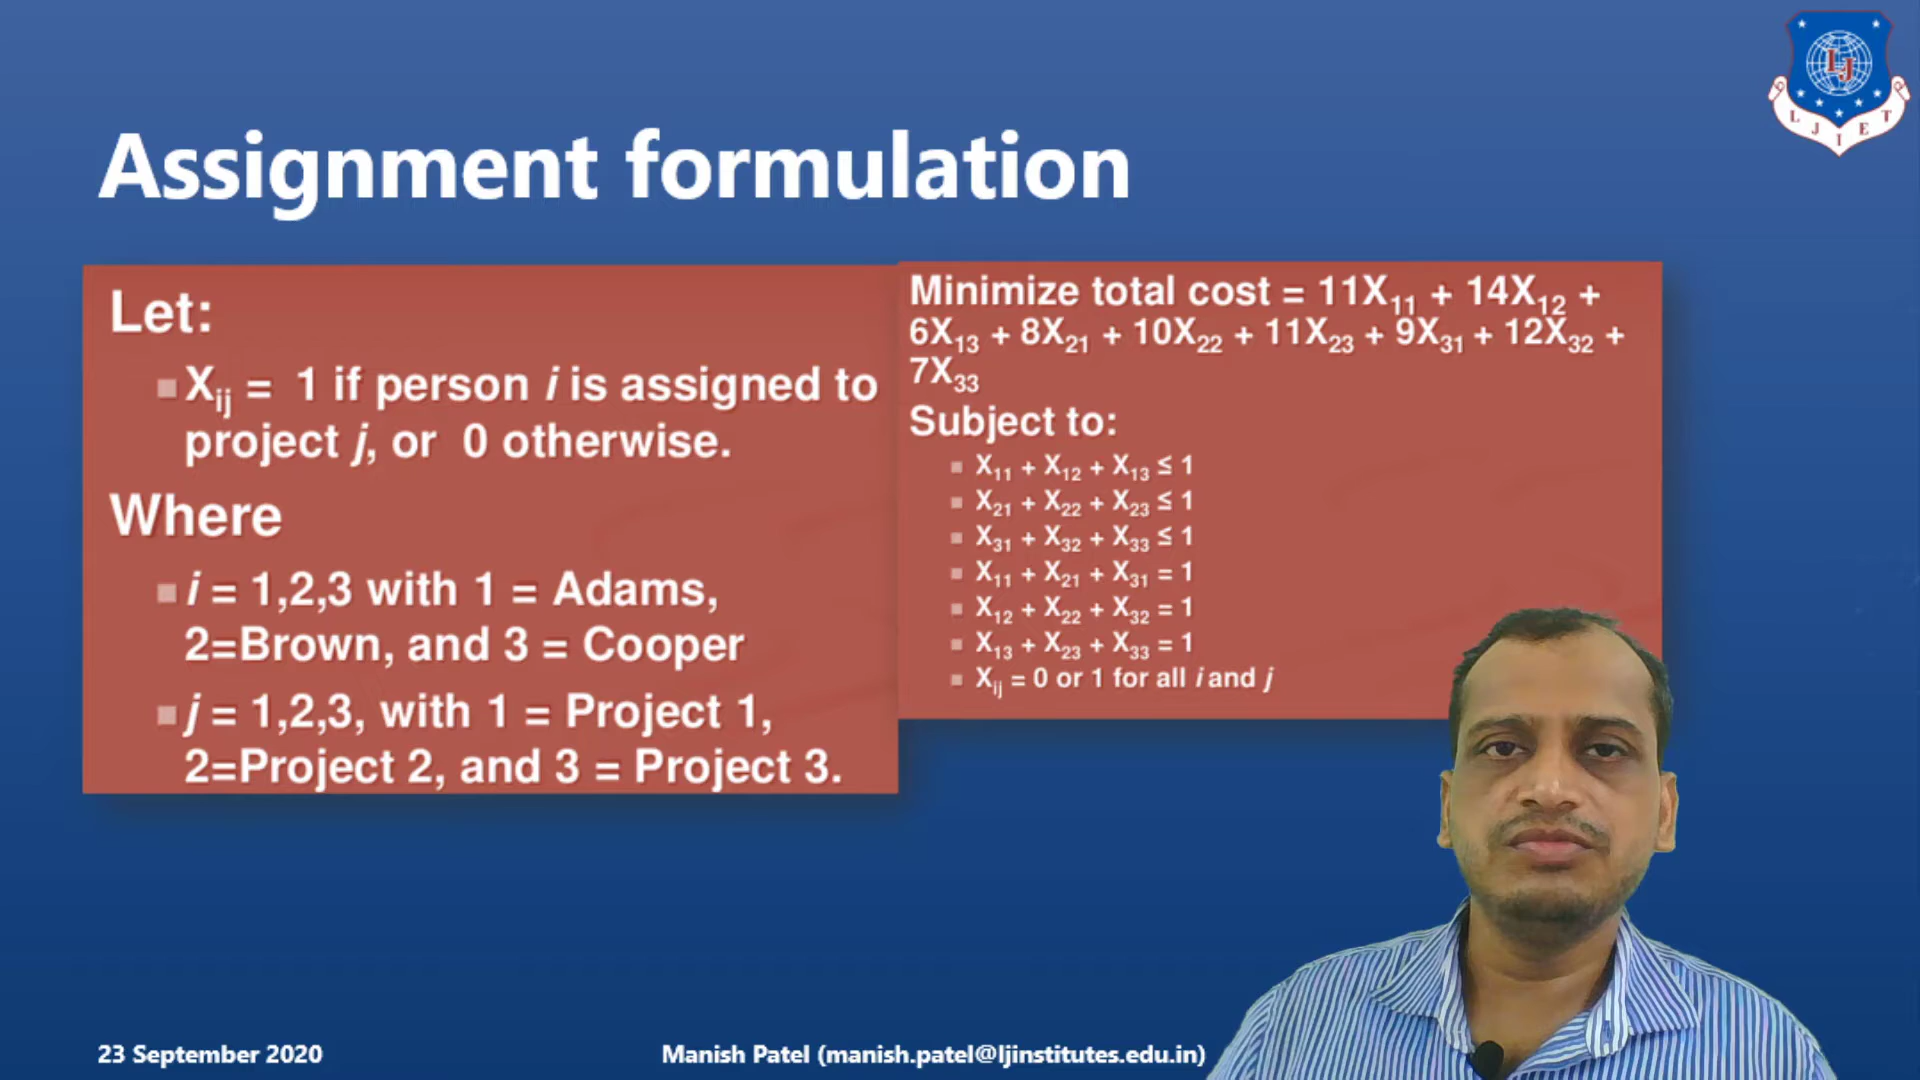 Assignment formulation
Let:
Xij = 1 if person i is assigned to
project j, or 0 otherwise.
Where
i = 1,2,3 with 1 = Adams,
2=Brown, and 3 = Cooper
j = 1,2,3, with 1 = Project 1,
2=Project 2, and 3 = Project 3.
Minimize total cost = 11X11 + 14X12 +
6X13 + 8X21 + 10X22 + 11X23 + 9X31 + 12X32 +
7X33
Subject to:
X11 + X12 + X13 ≤ 1
X21 + X22 + X23 ≤ 1
X31 + X32 + X33 ≤ 1
X11 + X21 + X31 = 1
X12 + X22 + X32 = 1
X13 + X23 + X33 = 1
Xij = 0 or 1 for all i and j
LJ
L J I E T
23 September 2020
Manish Patel (manish.patel@ljinstitutes.edu.in)